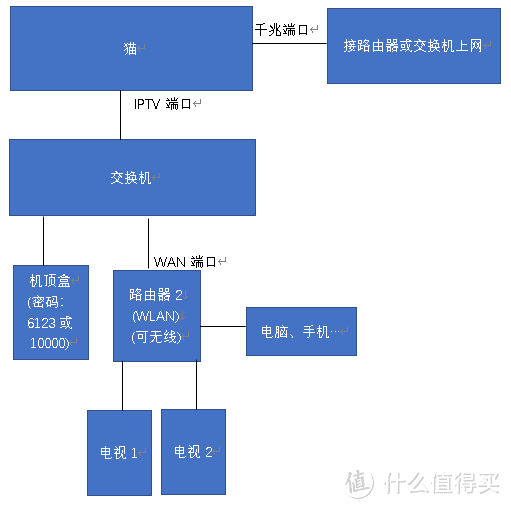 猫
千兆端口
接路由器或交换机上网
IPTV 端口
交换机
WAN 端口
机顶盒
(密码：
6123 或
10000)
路由器 2
(WLAN)
(可无线)
电脑、手机…
电视 1
电视 2
值 什么值得买